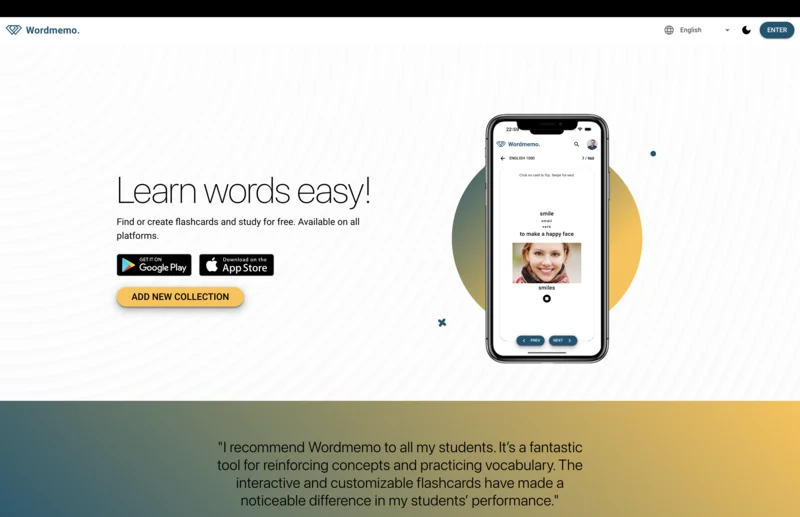 Wordmemo.
English
ENTER
Learn words easy!
Find or create flashcards and study for free. Available on all
platforms.
GET IT ON
Google Play
Download on the
App Store
ADD NEW COLLECTION
Wordmemo.
ENGLISH 1000
7 / 960
Click on card to flip. Swipe for next
smile
smaɪl
verb
to make a happy face
smiles
PREV
NEXT
"I recommend Wordmemo to all my students. It's a fantastic
tool for reinforcing concepts and practicing vocabulary. The
interactive and customizable flashcards have made a
noticeable difference in my students' performance."